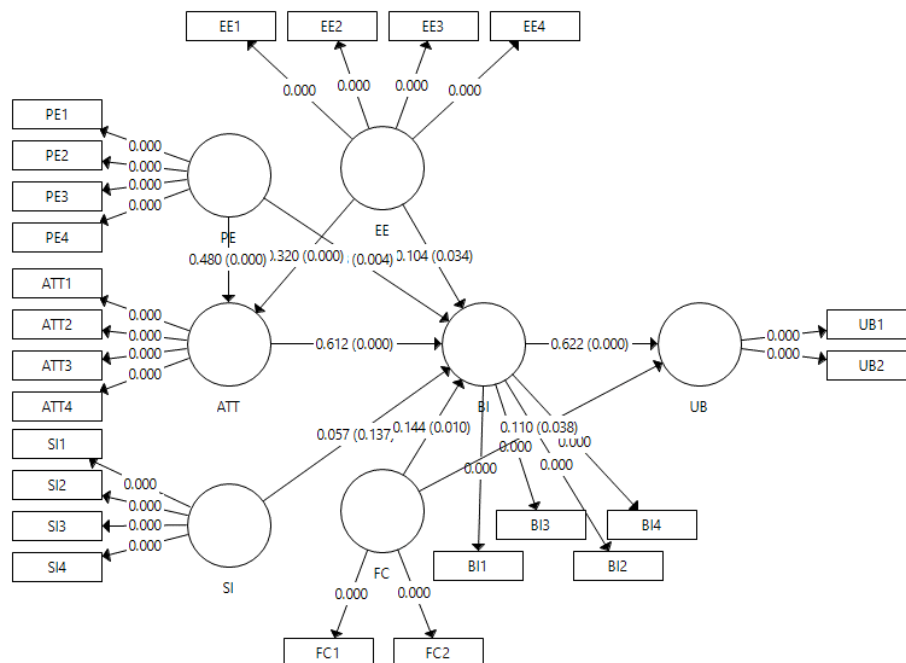 EE1 EE2 EE3 EE4
0.000 0.000 0.000 0.000
PE1
PE2
PE3
PE4
0.000
0.000
0.000
0.000
PE
EE
0.480 (0.000)
0.320 (0.000)
(0.004)
0.104 (0.034)
ATT1
ATT2
ATT3
ATT4
0.000
0.000
0.000
0.000
ATT
0.612 (0.000)
BI
0.622 (0.000)
UB
0.000
0.000
UB1
UB2
SI1
SI2
SI3
SI4
0.000
0.000
0.000
0.000
SI
0.057 (0.137
0.144 (0.010)
0.110 (0.038)
FC
0.000
0.000
0.000
0.000
BI1
BI3
BI2
BI4
0.000
0.000
FC1
FC2